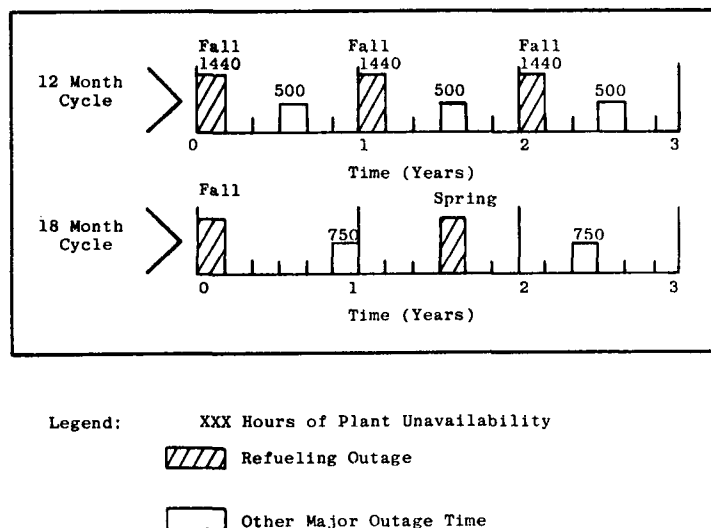 Fall Fall Fall
1440 1440 1440
12 Month
Cycle
500 500 500
0 1 2 3
Time (Years)
Fall Spring
18 Month
Cycle
750 750
0 1 2 3
Time (Years)
Legend: XXX Hours of Plant Unavailability
Refueling Outage
Other Major Outage Time